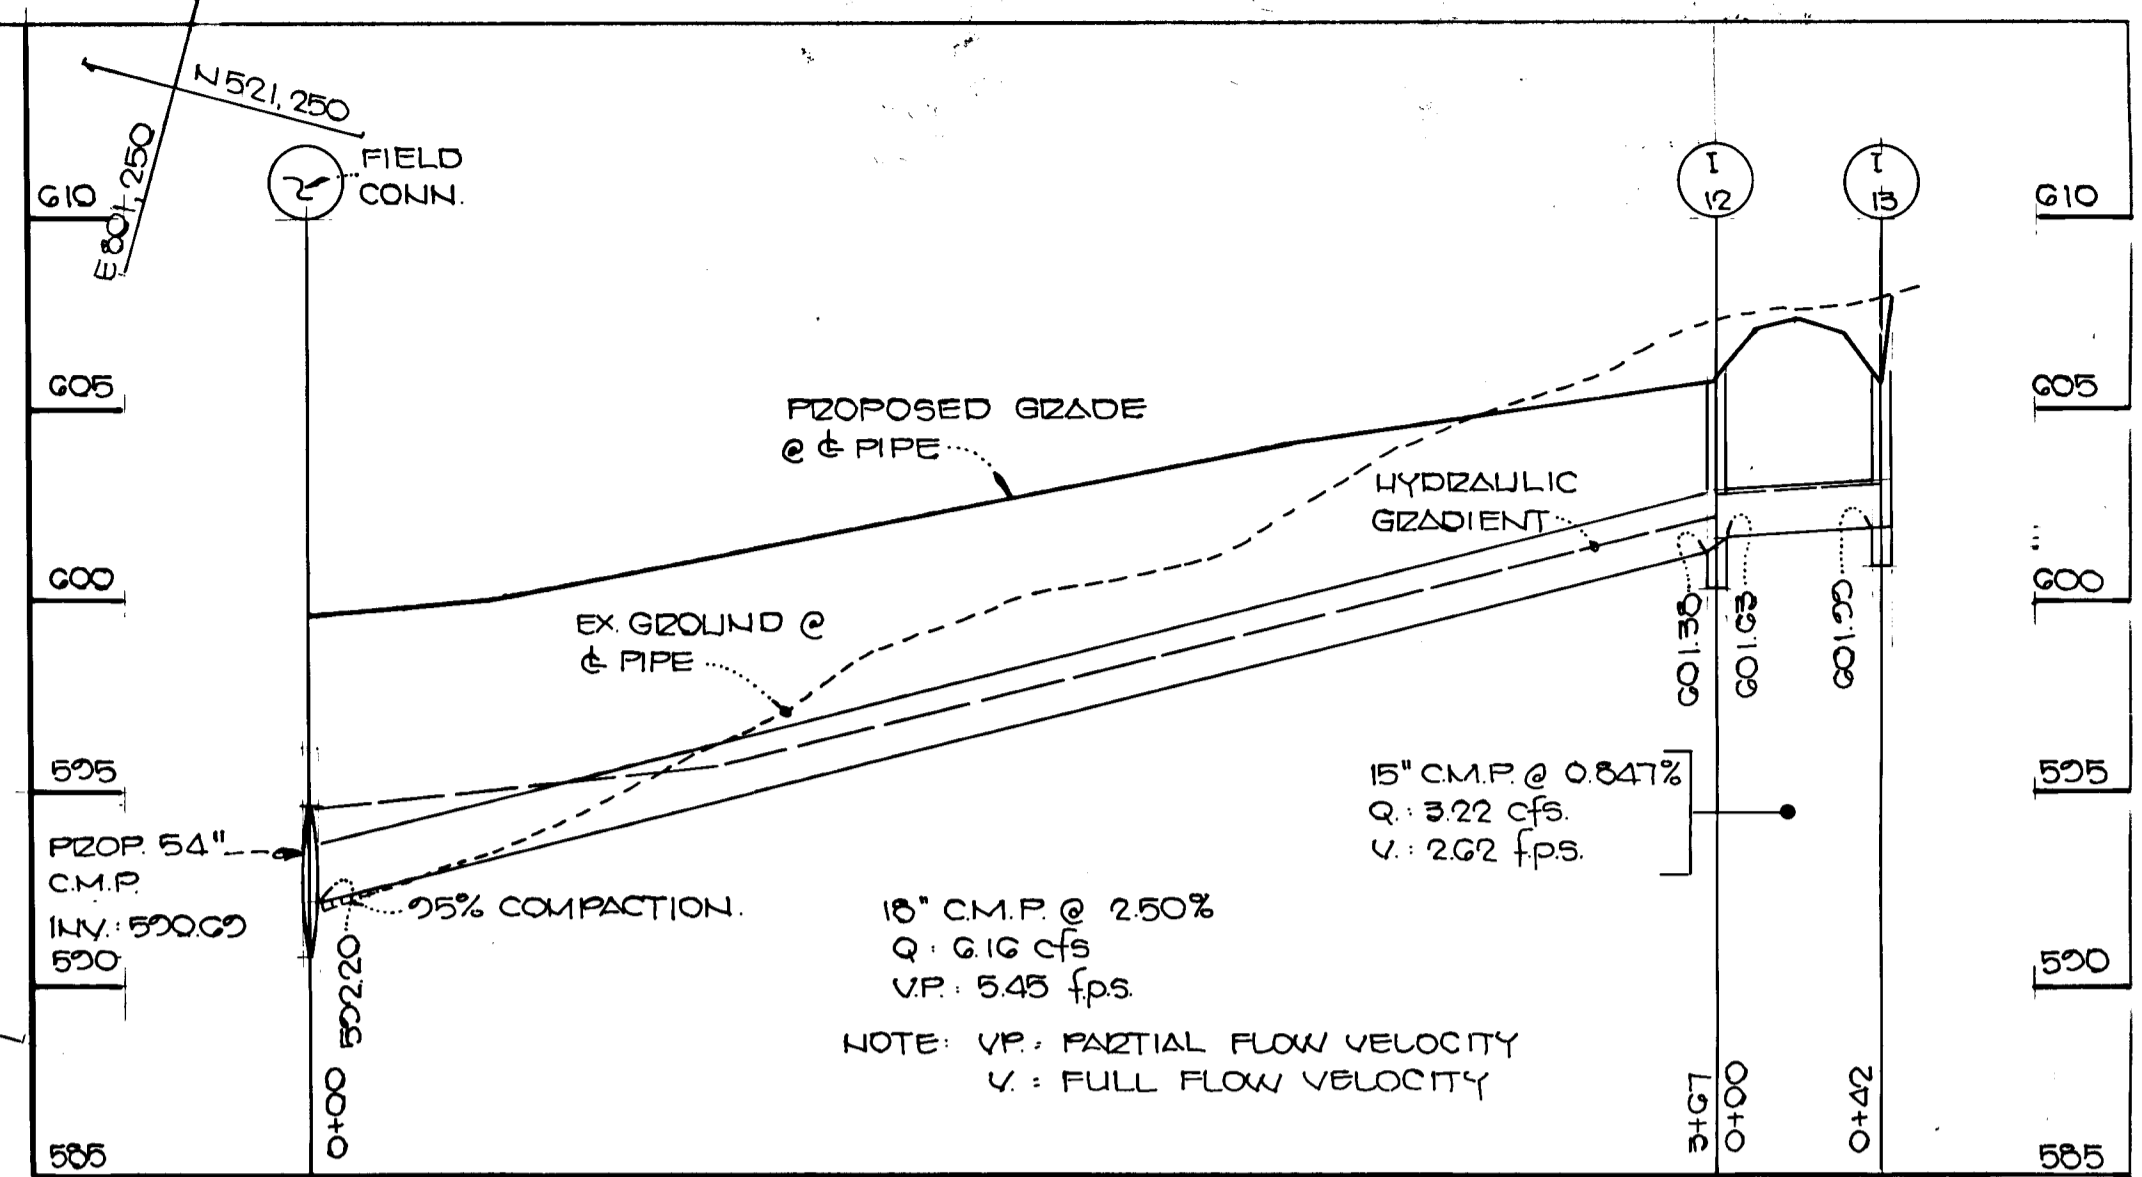 N 521,250
E 801,250
FIELD
CONN.
I
12
I
13
610
610
605
605
PROPOSED GRADE
@ ℄ PIPE
HYDRAULIC
GRADIENT
600
600
EX. GROUND @
℄ PIPE
601.38
601.63
601.99
595
595
15" C.M.P. @ 0.847%
Q.: 3.22 cfs.
V.: 2.62 f.p.s.
PROP. 54"
C.M.P.
INV.: 590.69
95% COMPACTION.
592.20
18" C.M.P. @ 2.50%
Q: 6.16 cfs
V.P.: 5.45 f.p.s.
590
590
NOTE: V.P.: PARTIAL FLOW VELOCITY
V.: FULL FLOW VELOCITY
0+00
3+67
0+00
0+42
585
585